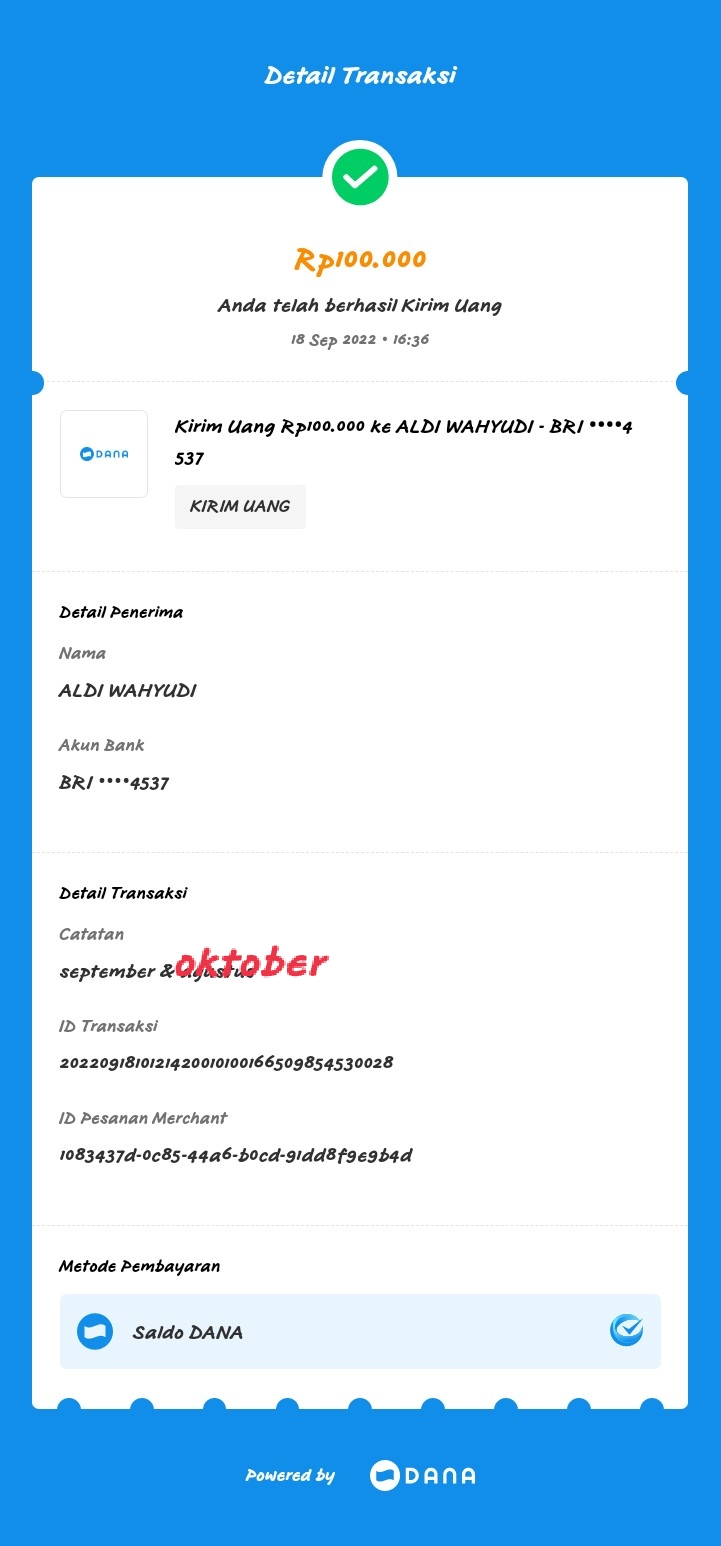 Detail Transaksi
Rp100.000
Anda telah berhasil Kirim Uang
18 Sep 2022 • 16:36
DANA
Kirim Uang Rp100.000 ke ALDI WAHYUDI - BRI ••••4
537
KIRIM UANG
Detail Penerima
Nama
ALDI WAHYUDI
Akun Bank
BRI ••••4537
Detail Transaksi
Catatan
september & agustus oktober
ID Transaksi
2022091810121420010100166509854530028
ID Pesanan Merchant
1083437d-0c85-44a6-b0cd-91dd8f9e9b4d
Metode Pembayaran
Saldo DANA
Powered by DANA